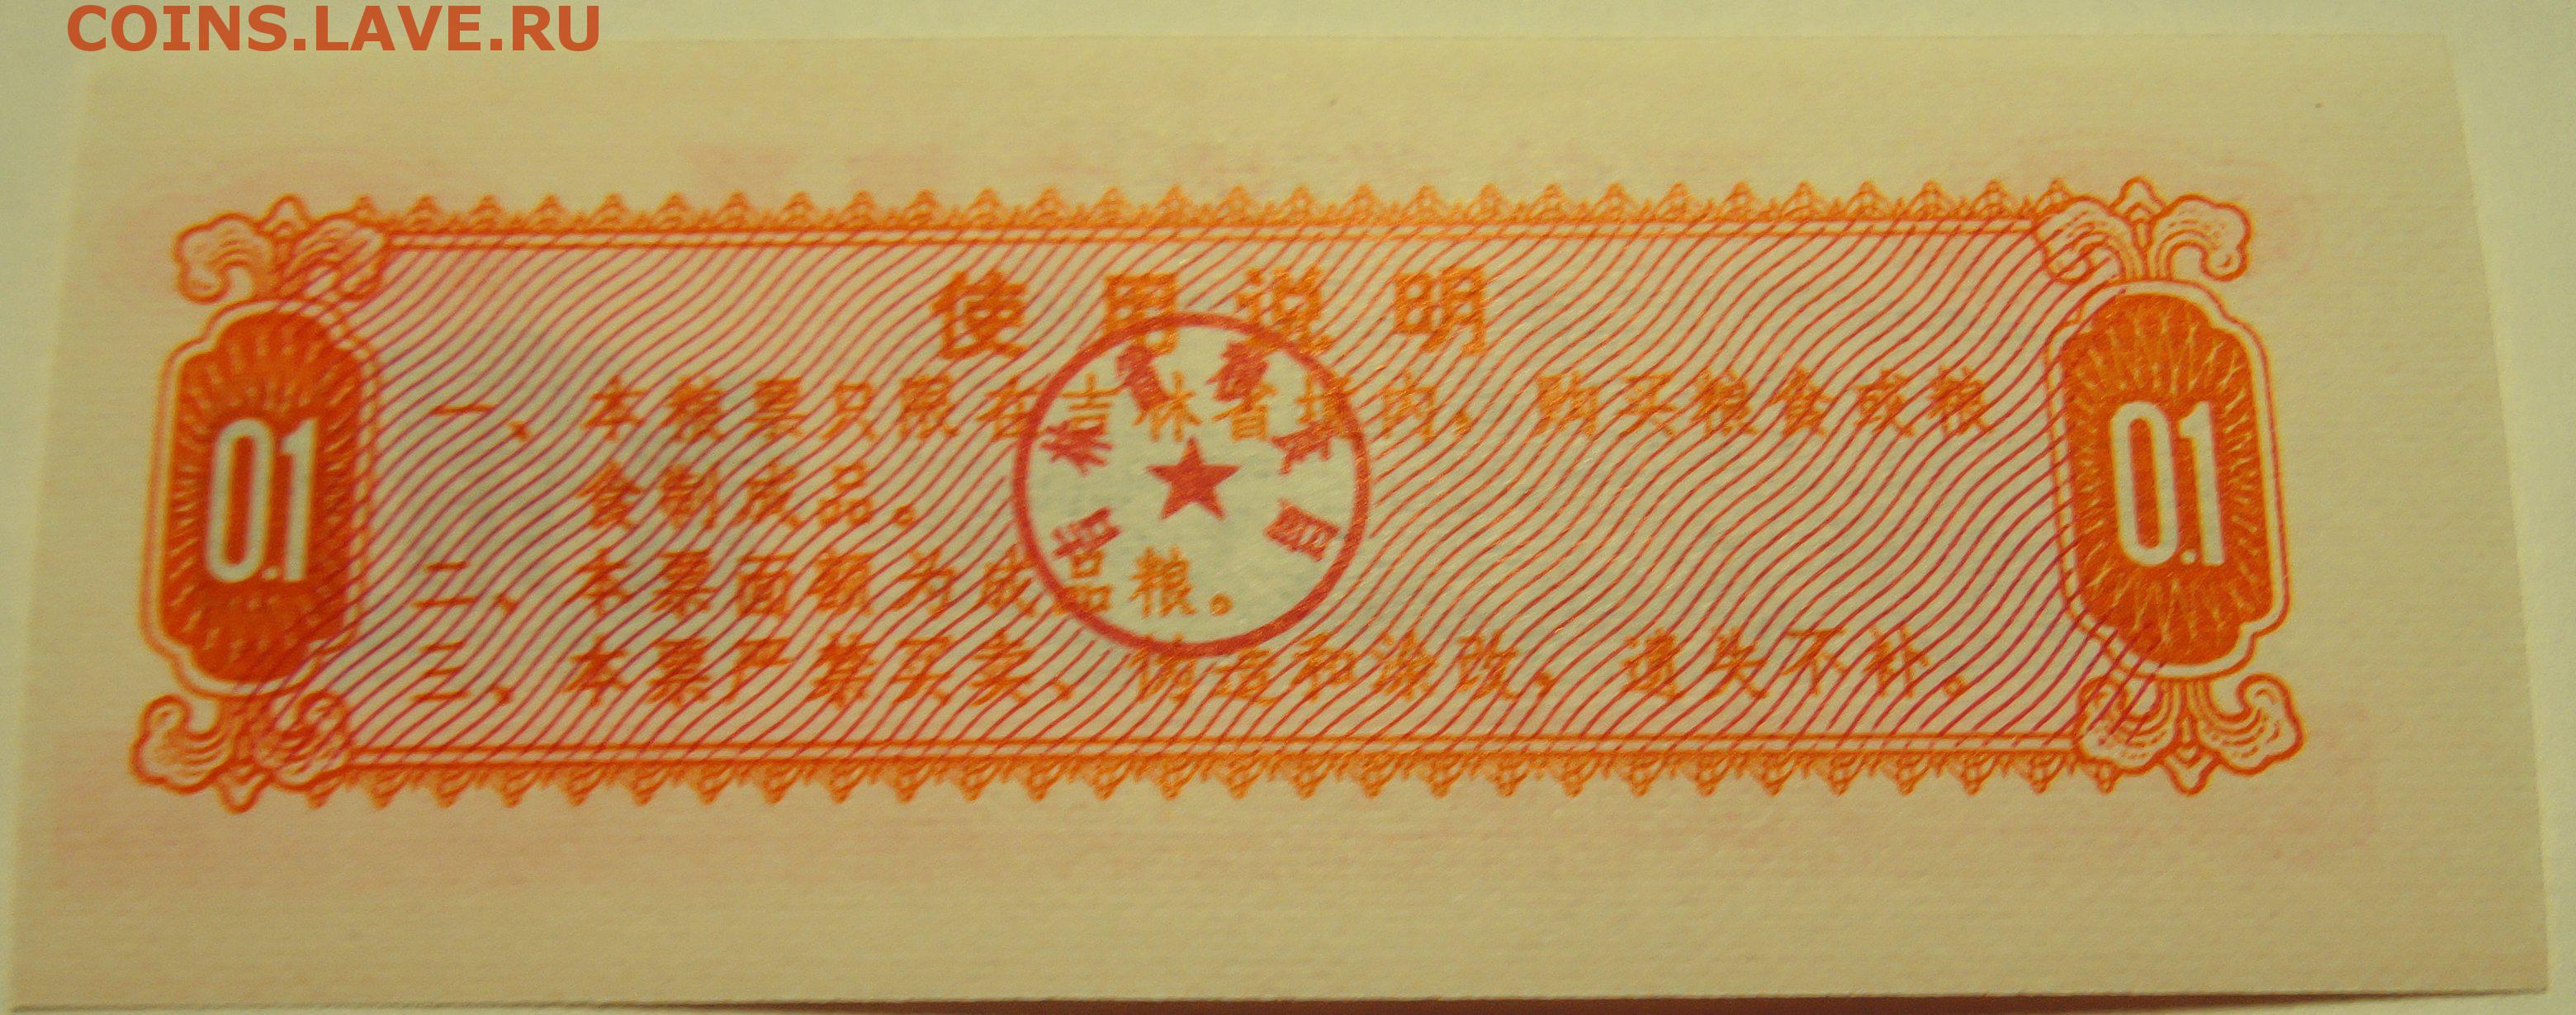 COINS.LAVE.RU
使用说明
一、本粮票只限在吉林省境内，购买粮食或粮
食制成品。
二、本票面额为成品粮。
三、本票严禁买卖、伪造和涂改，遗失不补。
吉林省粮食局
0.1
0.1